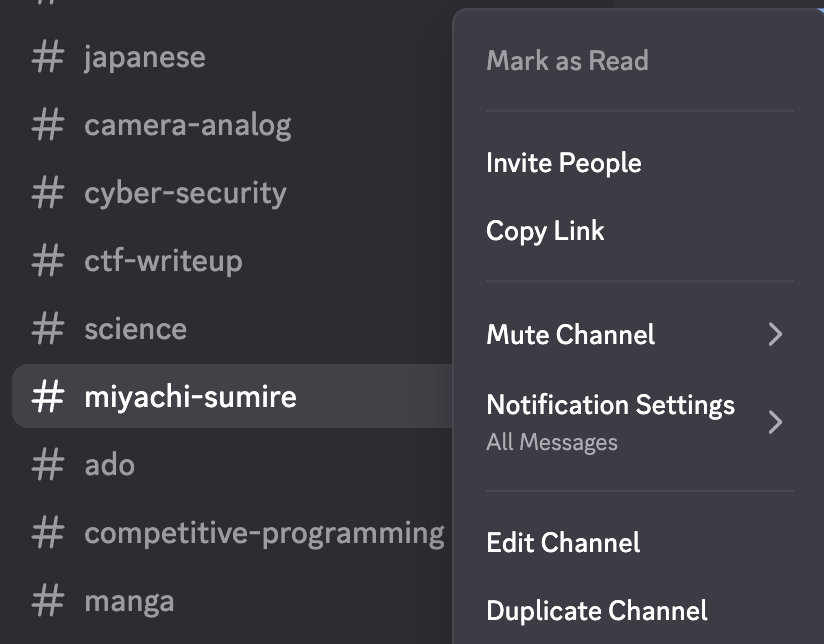 # japanese
# camera-analog
# cyber-security
# ctf-writeup
# science
# miyachi-sumire
# ado
# competitive-programming
# manga
Mark as Read
Invite People
Copy Link
Mute Channel
Notification Settings
All Messages
Edit Channel
Duplicate Channel